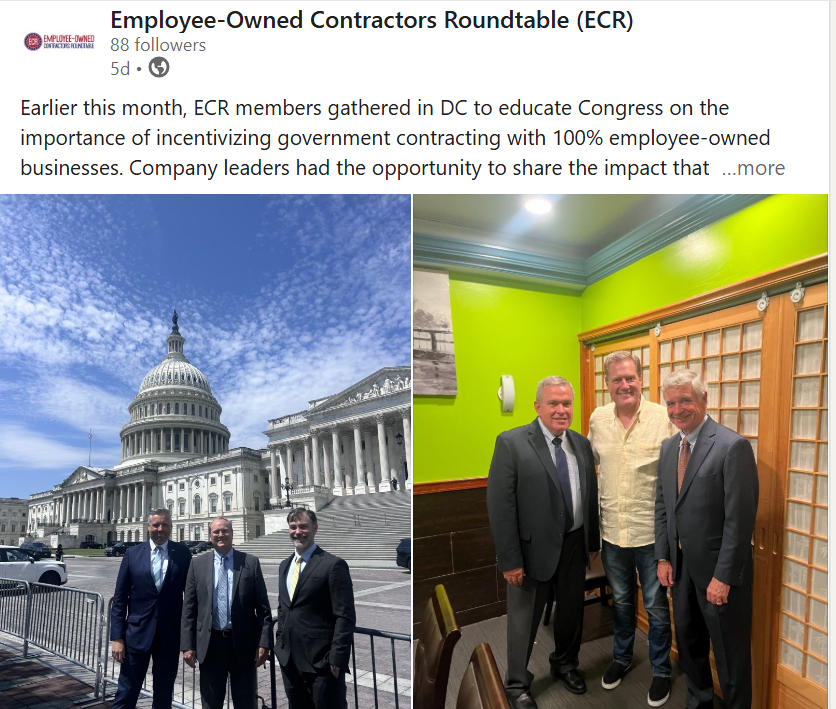 Employee-Owned Contractors Roundtable (ECR)
ECR EMPLOYEE-OWNED
CONTRACTORS ROUNDTABLE
88 followers
5d •
Earlier this month, ECR members gathered in DC to educate Congress on the
importance of incentivizing government contracting with 100% employee-owned
businesses. Company leaders had the opportunity to share the impact that ...more